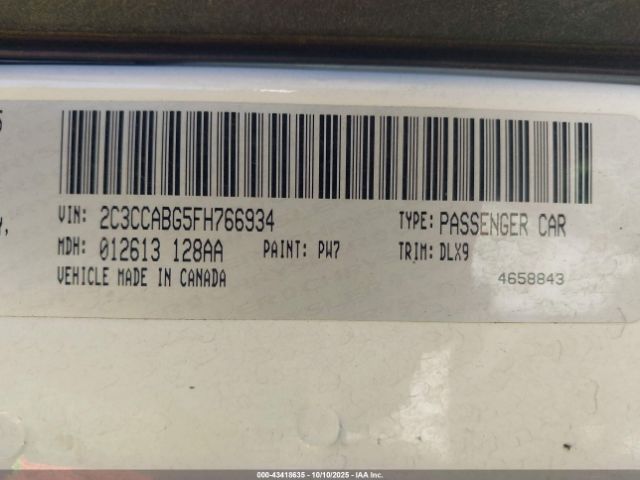 5
VIN: 2C3CCABG5FH766934 TYPE: PASSENGER CAR
Y,
MDH: 012613 128AA PAINT: PW7 TRIM: DLX9
VEHICLE MADE IN CANADA 4658843
000-43418635 | 10/10/2025 | IAA Inc.